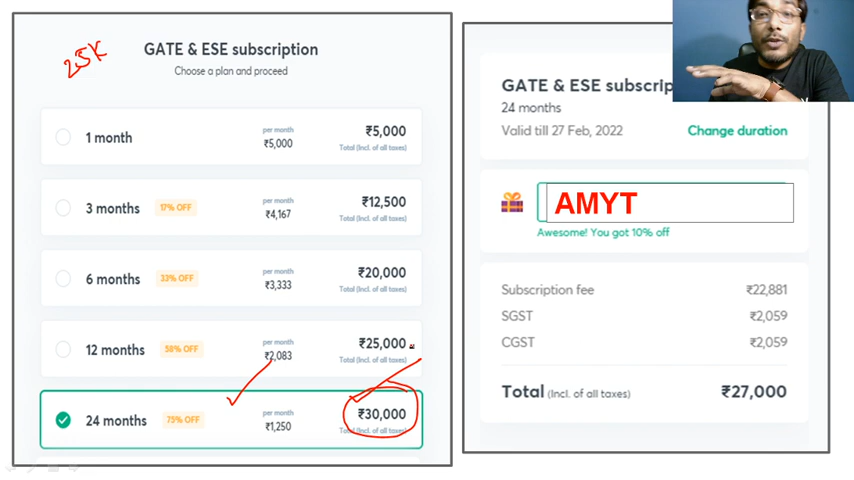 25K
GATE & ESE subscription
Choose a plan and proceed
1 month
per month
₹5,000
₹5,000
Total (Incl. of all taxes)
3 months
17% OFF
per month
₹4,167
₹12,500
Total (Incl. of all taxes)
6 months
33% OFF
per month
₹3,333
₹20,000
Total (Incl. of all taxes)
12 months
58% OFF
per month
₹2,083
₹25,000
Total (Incl. of all taxes)
24 months
75% OFF
per month
₹1,250
₹30,000
Total (Incl. of all taxes)
GATE & ESE subscrip
24 months
Valid till 27 Feb, 2022
Change duration
AMYT
Awesome! You got 10% off
Subscription fee ₹22,881
SGST ₹2,059
CGST ₹2,059
Total (Incl. of all taxes) ₹27,000